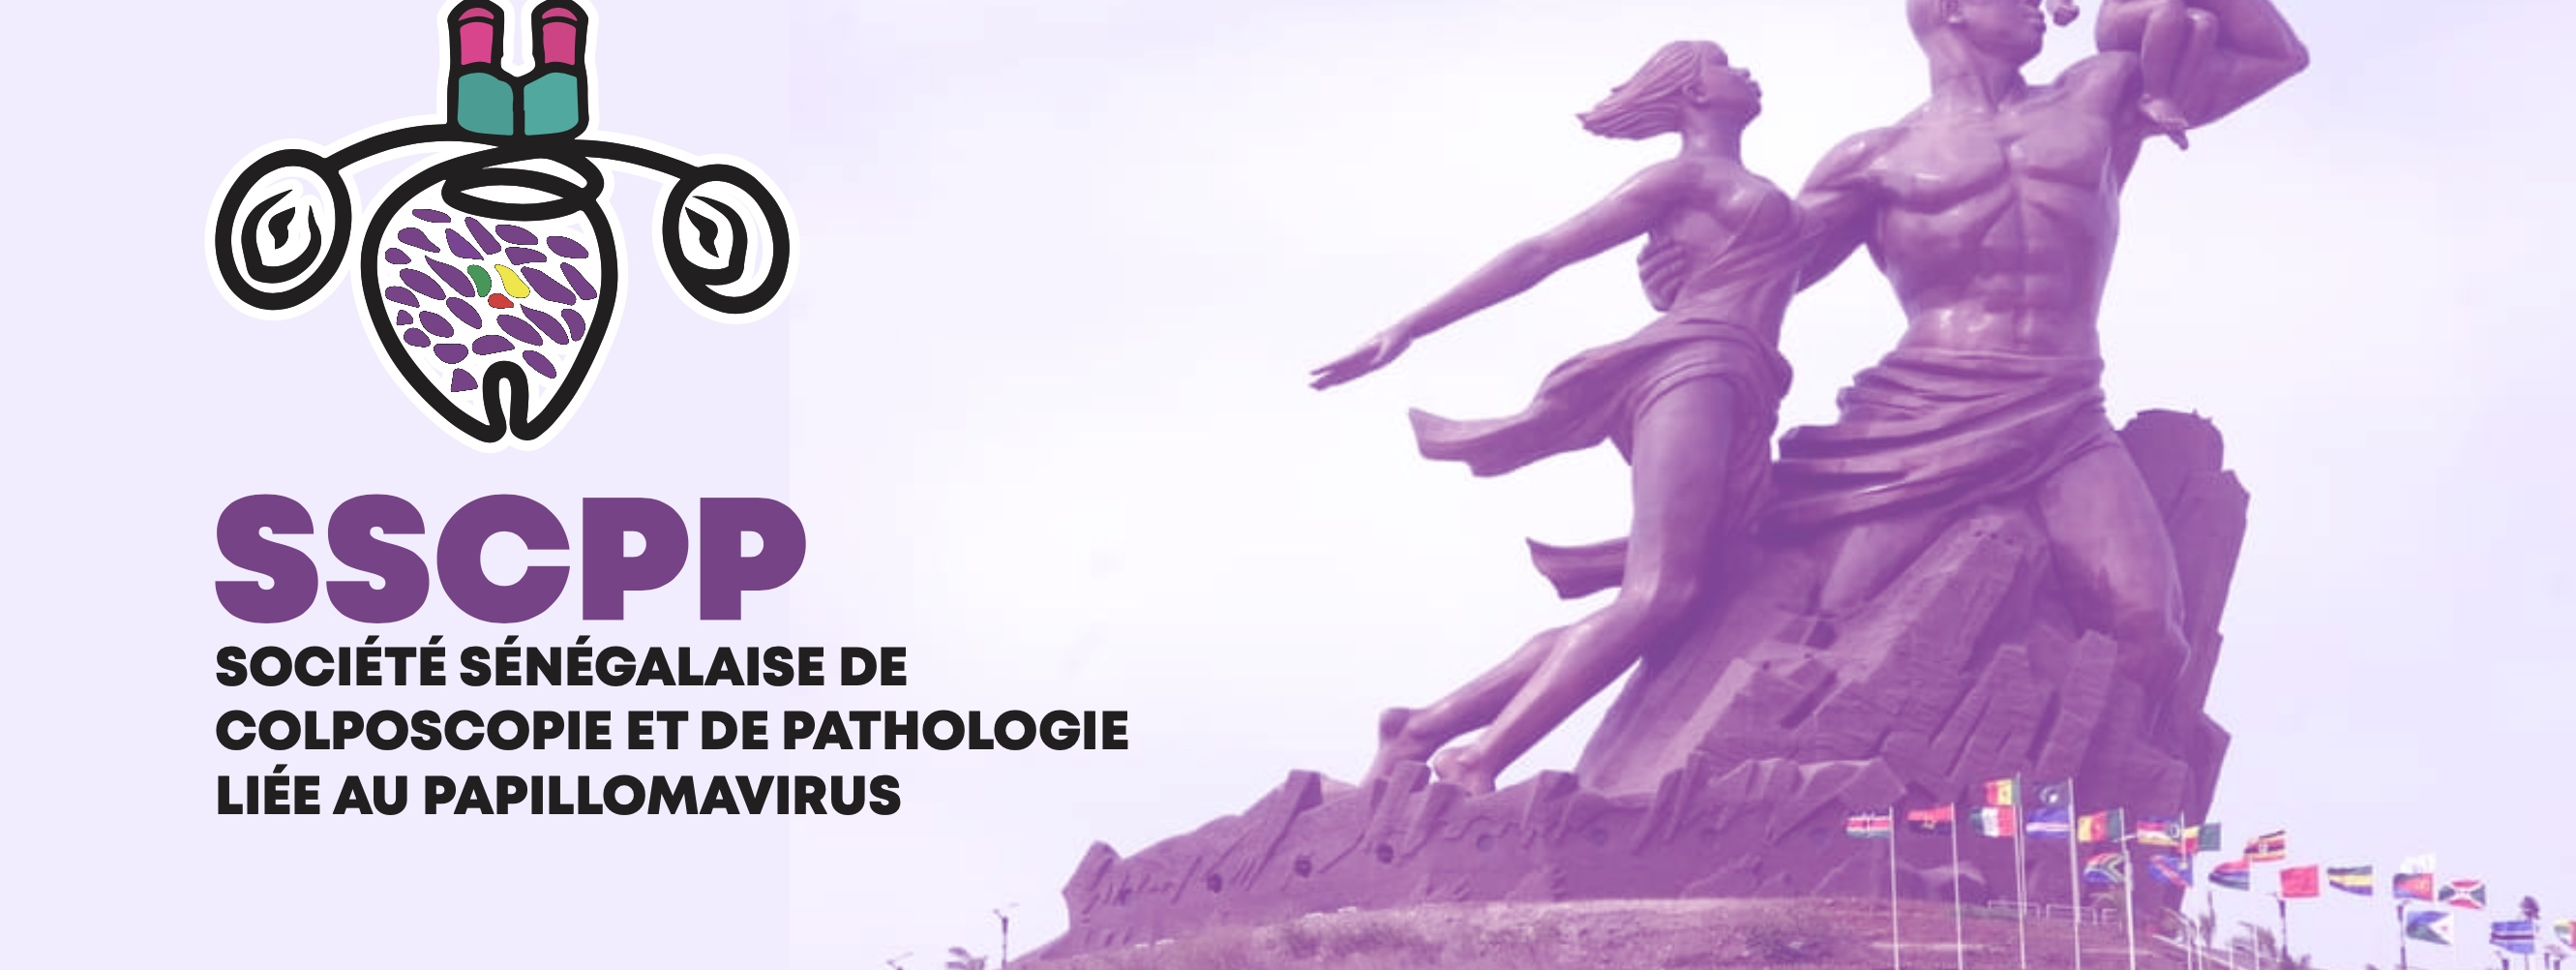 SSCPP
SOCIÉTÉ SÉNÉGALAISE DE
COLPOSCOPIE ET DE PATHOLOGIE
LIÉE AU PAPILLOMAVIRUS